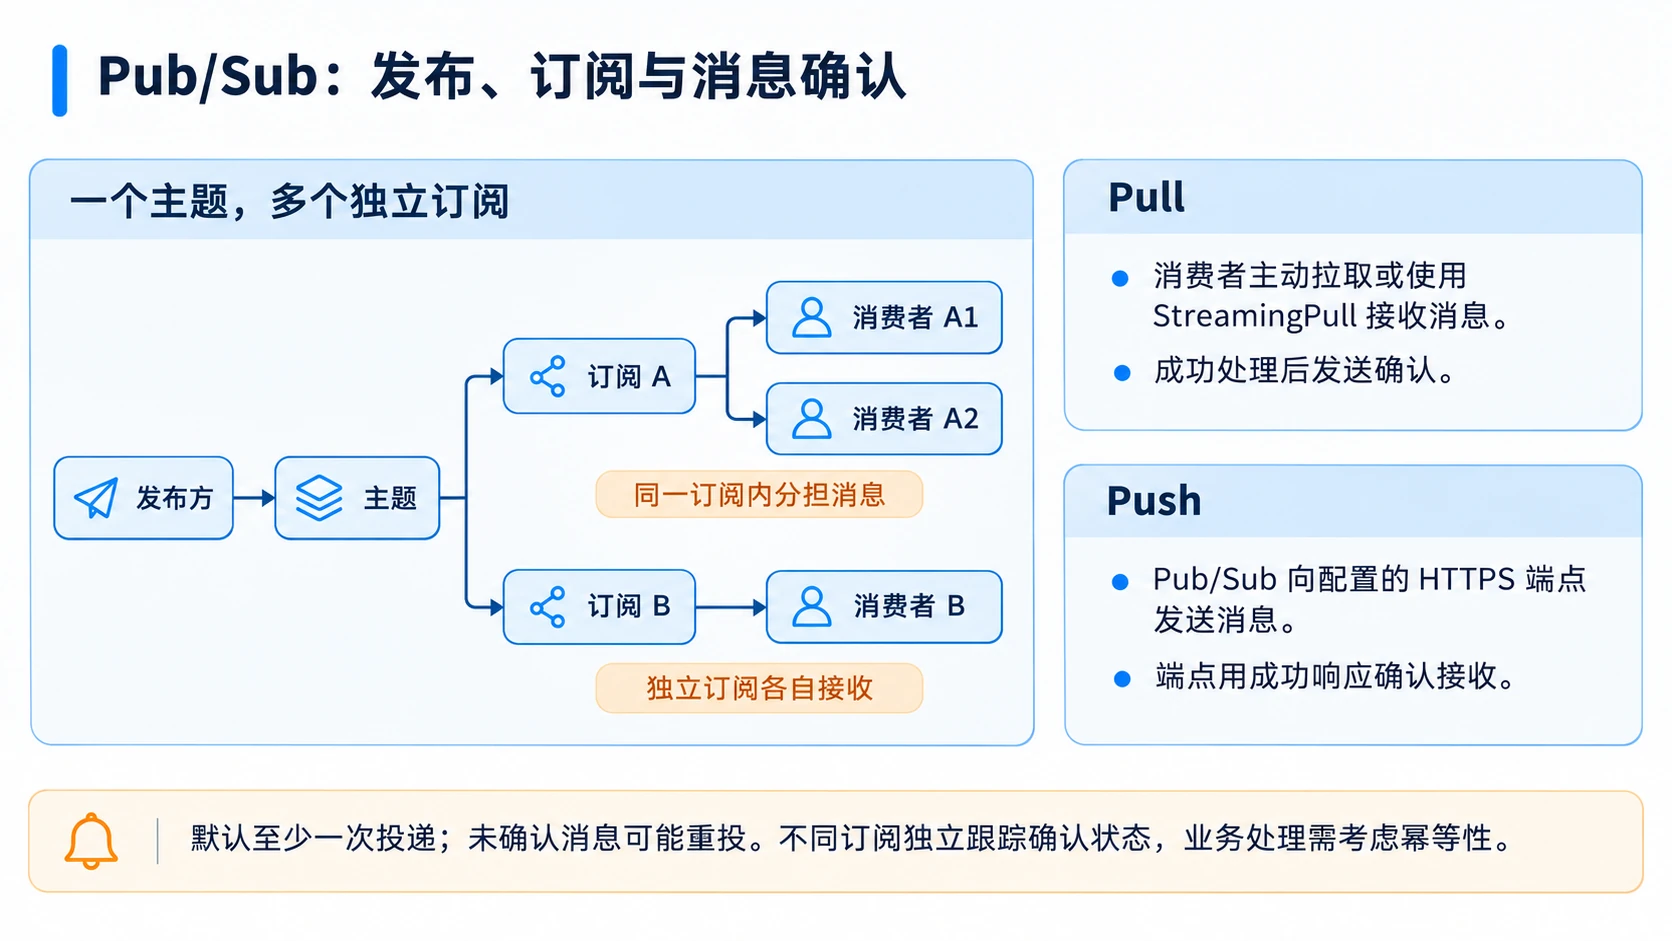 Pub/Sub：发布、订阅与消息确认
一个主题，多个独立订阅
发布方
主题
订阅 A
消费者 A1
消费者 A2
同一订阅内分担消息
订阅 B
消费者 B
独立订阅各自接收
Pull
消费者主动拉取或使用
StreamingPull 接收消息。
成功处理后发送确认。
Push
Pub/Sub 向配置的 HTTPS 端点
发送消息。
端点用成功响应确认接收。
默认至少一次投递；未确认消息可能重投。不同订阅独立跟踪确认状态，业务处理需考虑幂等性。